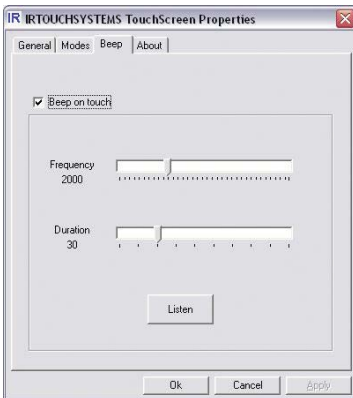 IR IRTOUCHSYSTEMS TouchScreen Properties
General Modes Beep About
Beep on touch
Frequency
2000
Duration
30
Listen
Ok Cancel Apply